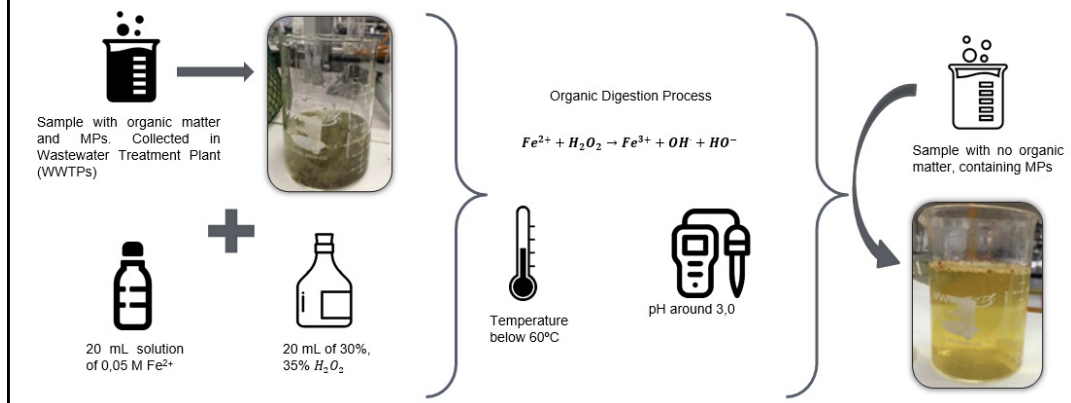 Sample with organic matter
and MPs. Collected in
Wastewater Treatment Plant
(WWTPs)
20 mL solution
of 0,05 M Fe²⁺
20 mL of 30%,
35% H₂O₂
Organic Digestion Process
Fe²⁺ + H₂O₂ → Fe³⁺ + OH· + HO⁻
Temperature
below 60ºC
pH around 3,0
Sample with no organic
matter, containing MPs